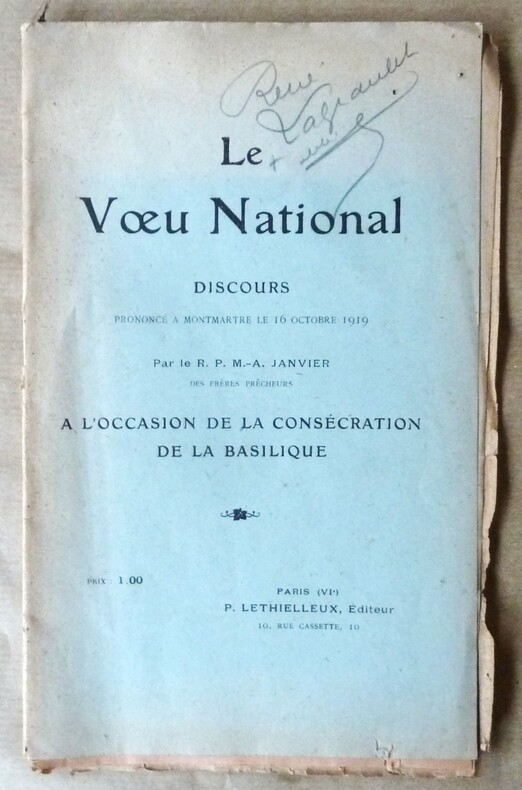 René
Le
Vœu National
DISCOURS
PRONONCÉ A MONTMARTRE LE 16 OCTOBRE 1919
Par le R. P. M.-A. JANVIER
DES FRÈRES PRÊCHEURS
A L'OCCASION DE LA CONSÉCRATION
DE LA BASILIQUE
PRIX : 1.00
PARIS (VIe)
P. LETHIELLEUX, Éditeur
10, RUE CASSETTE, 10